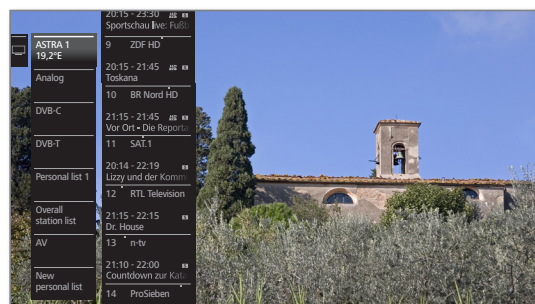 ASTRA 1
19,2°E
Analog
DVB-C
DVB-T
Personal list 1
Overall
station list
AV
New
personal list
20:15 - 23:30
Sportschau live: Fußb
9 ZDF HD
20:15 - 21:45
Toskana
10 BR Nord HD
21:15 - 21:45
Vor Ort • Die Reporta
11 SAT.1
20:14 - 22:19
Lizzy und der Komm
12 RTL Television
21:15 - 22:15
Dr. House
13 n-tv
21:10 - 22:00
Countdown zur Kata
14 ProSieben